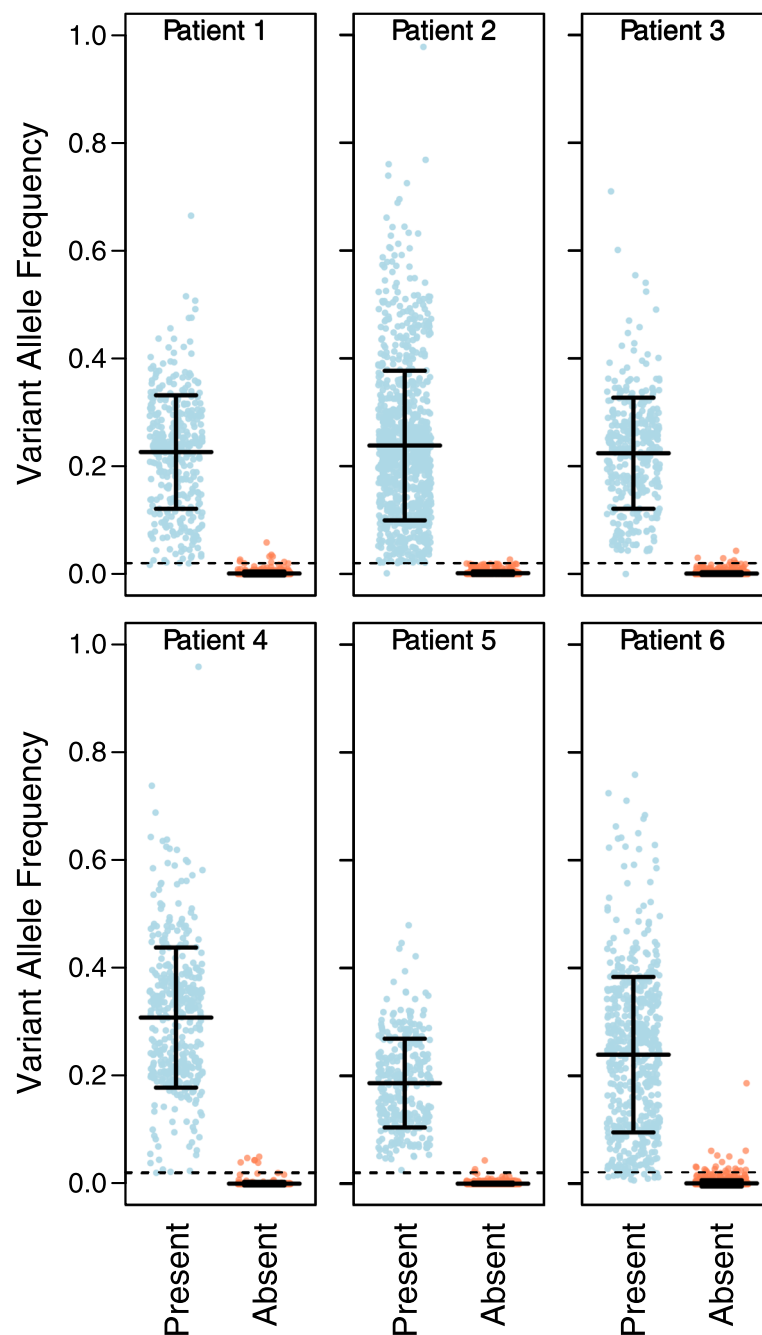 Patient 1
Patient 2
Patient 3
Variant Allele Frequency
1.0
0.8
0.6
0.4
0.2
0.0
Patient 4
Patient 5
Patient 6
Variant Allele Frequency
1.0
0.8
0.6
0.4
0.2
0.0
Present
Absent
Present
Absent
Present
Absent